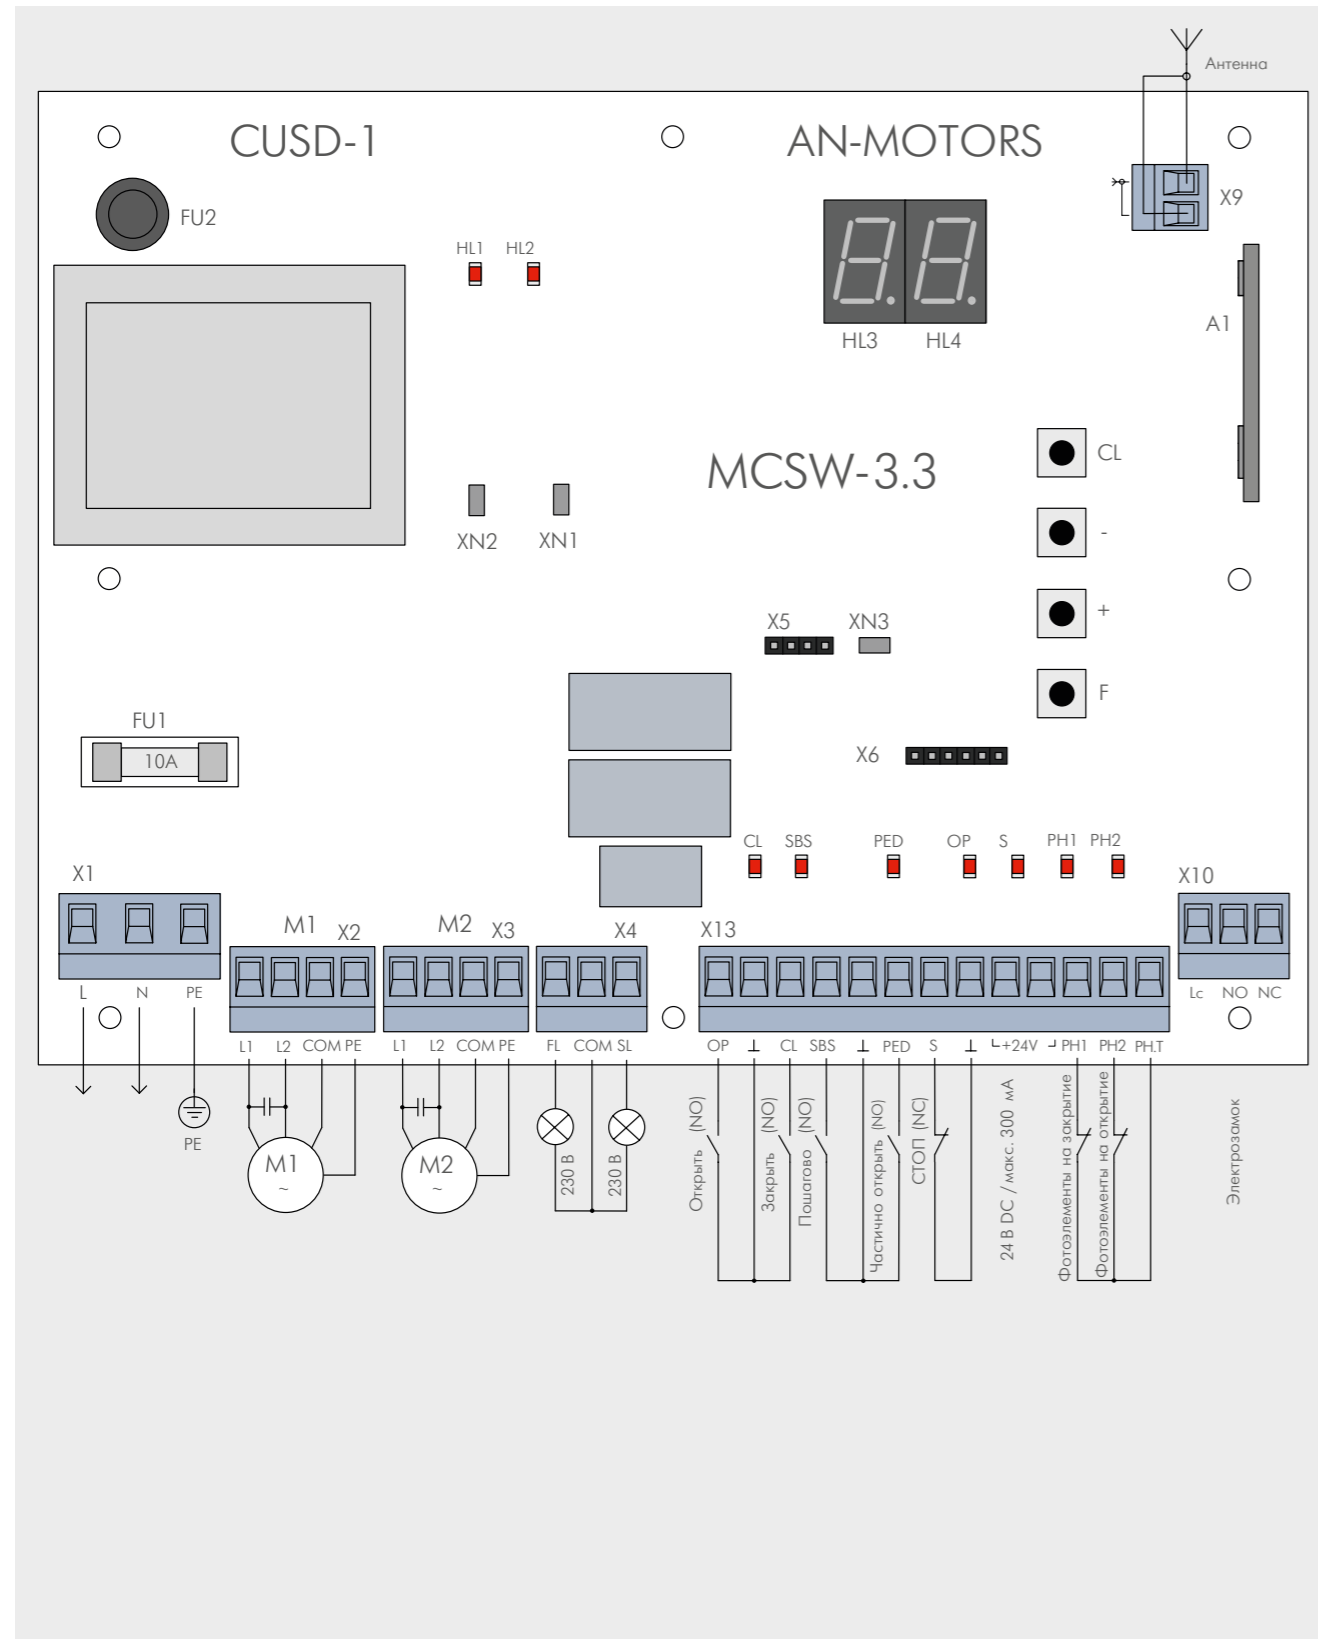 Антенна
CUSD-1
AN-MOTORS
X9
FU2
HL1 HL2
HL3 HL4
A1
CL
MCSW-3.3
-
XN2 XN1
+
X5 XN3
F
FU1
10A
X6
CL SBS PED OP S PH1 PH2
X1
X10
M1 X2 M2 X3 X4 X13
L N PE
Lc NO NC
L1 L2 COM PE L1 L2 COM PE FL COM SL OP ⊥ CL SBS ⊥ PED S ⊥ +24V PH1 PH2 PH.T
PE
M1
~
M2
~
230 В
230 В
Открыть (NO)
Закрыть (NO)
Пошагово (NO)
Частично открыть (NO)
СТОП (NC)
24 В DC / макс. 300 мА
Фотоэлементы на закрытие
Фотоэлементы на открытие
Электрозамок